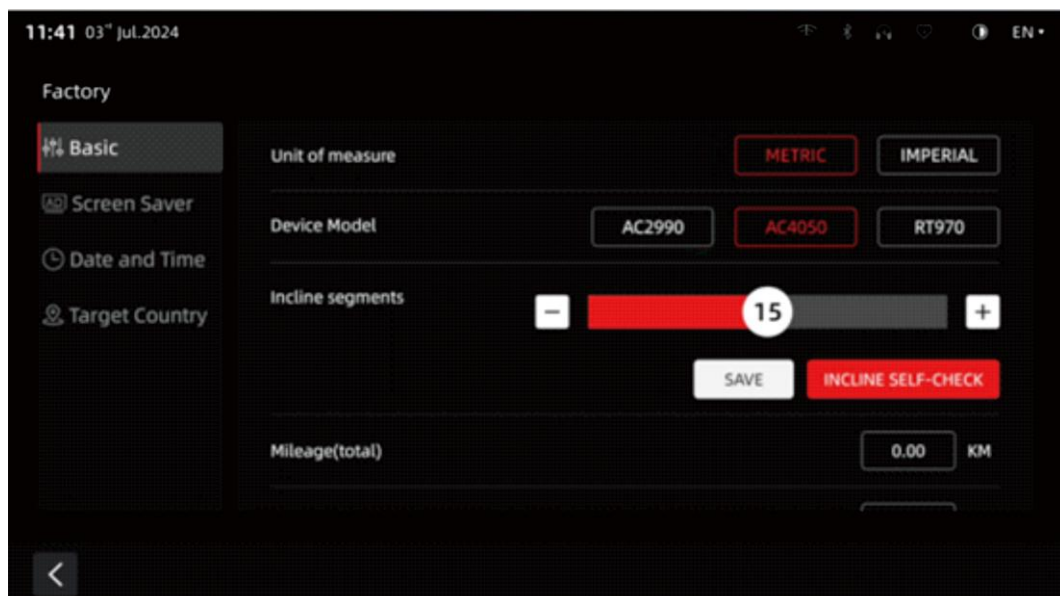 11:41 03rd Jul.2024 EN
Factory
Basic
Screen Saver
Date and Time
Target Country
Unit of measure METRIC IMPERIAL
Device Model AC2990 AC4050 RT970
Incline segments − 15 +
SAVE INCLINE SELF-CHECK
Mileage(total) 0.00 KM